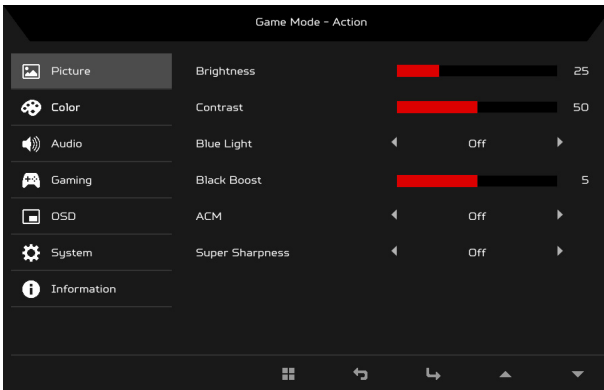 Game Mode - Action
Picture
Brightness 25
Color
Contrast 50
Audio
Blue Light Off
Gaming
Black Boost 5
OSD
ACM Off
System
Super Sharpness Off
Information